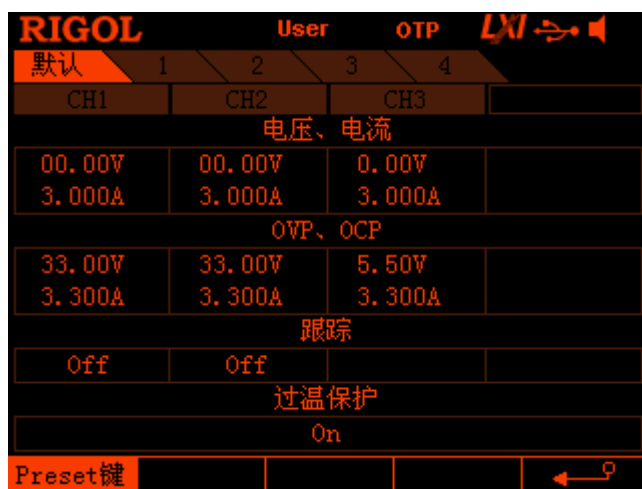 RIGOL User OTP LXI
默认 1 2 3 4
CH1 CH2 CH3
电压、电流
00.00V 00.00V 0.00V
3.000A 3.000A 3.000A
OVP、OCP
33.00V 33.00V 5.50V
3.300A 3.300A 3.300A
跟踪
Off Off
过温保护
On
Preset键